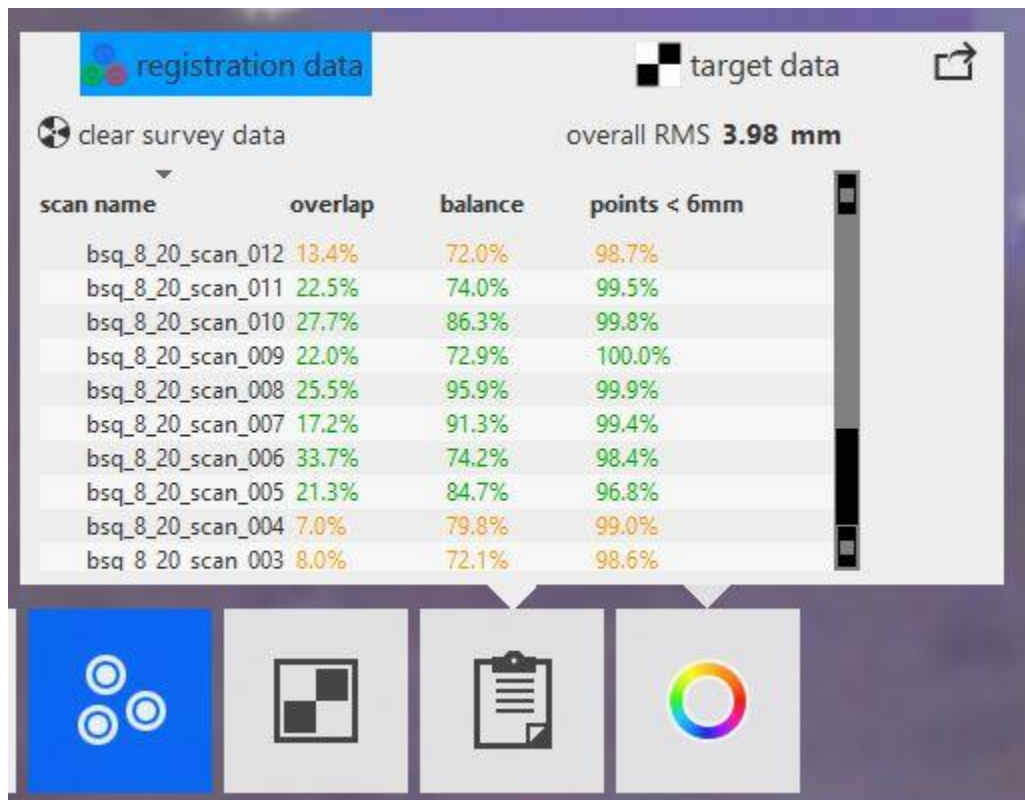 registration data target data
clear survey data overall RMS 3.98 mm
scan name overlap balance points < 6mm
bsq_8_20_scan_012 13.4% 72.0% 98.7%
bsq_8_20_scan_011 22.5% 74.0% 99.5%
bsq_8_20_scan_010 27.7% 86.3% 99.8%
bsq_8_20_scan_009 22.0% 72.9% 100.0%
bsq_8_20_scan_008 25.5% 95.9% 99.9%
bsq_8_20_scan_007 17.2% 91.3% 99.4%
bsq_8_20_scan_006 33.7% 74.2% 98.4%
bsq_8_20_scan_005 21.3% 84.7% 96.8%
bsq_8_20_scan_004 7.0% 79.8% 99.0%
bsq_8_20_scan_003 8.0% 72.1% 98.6%